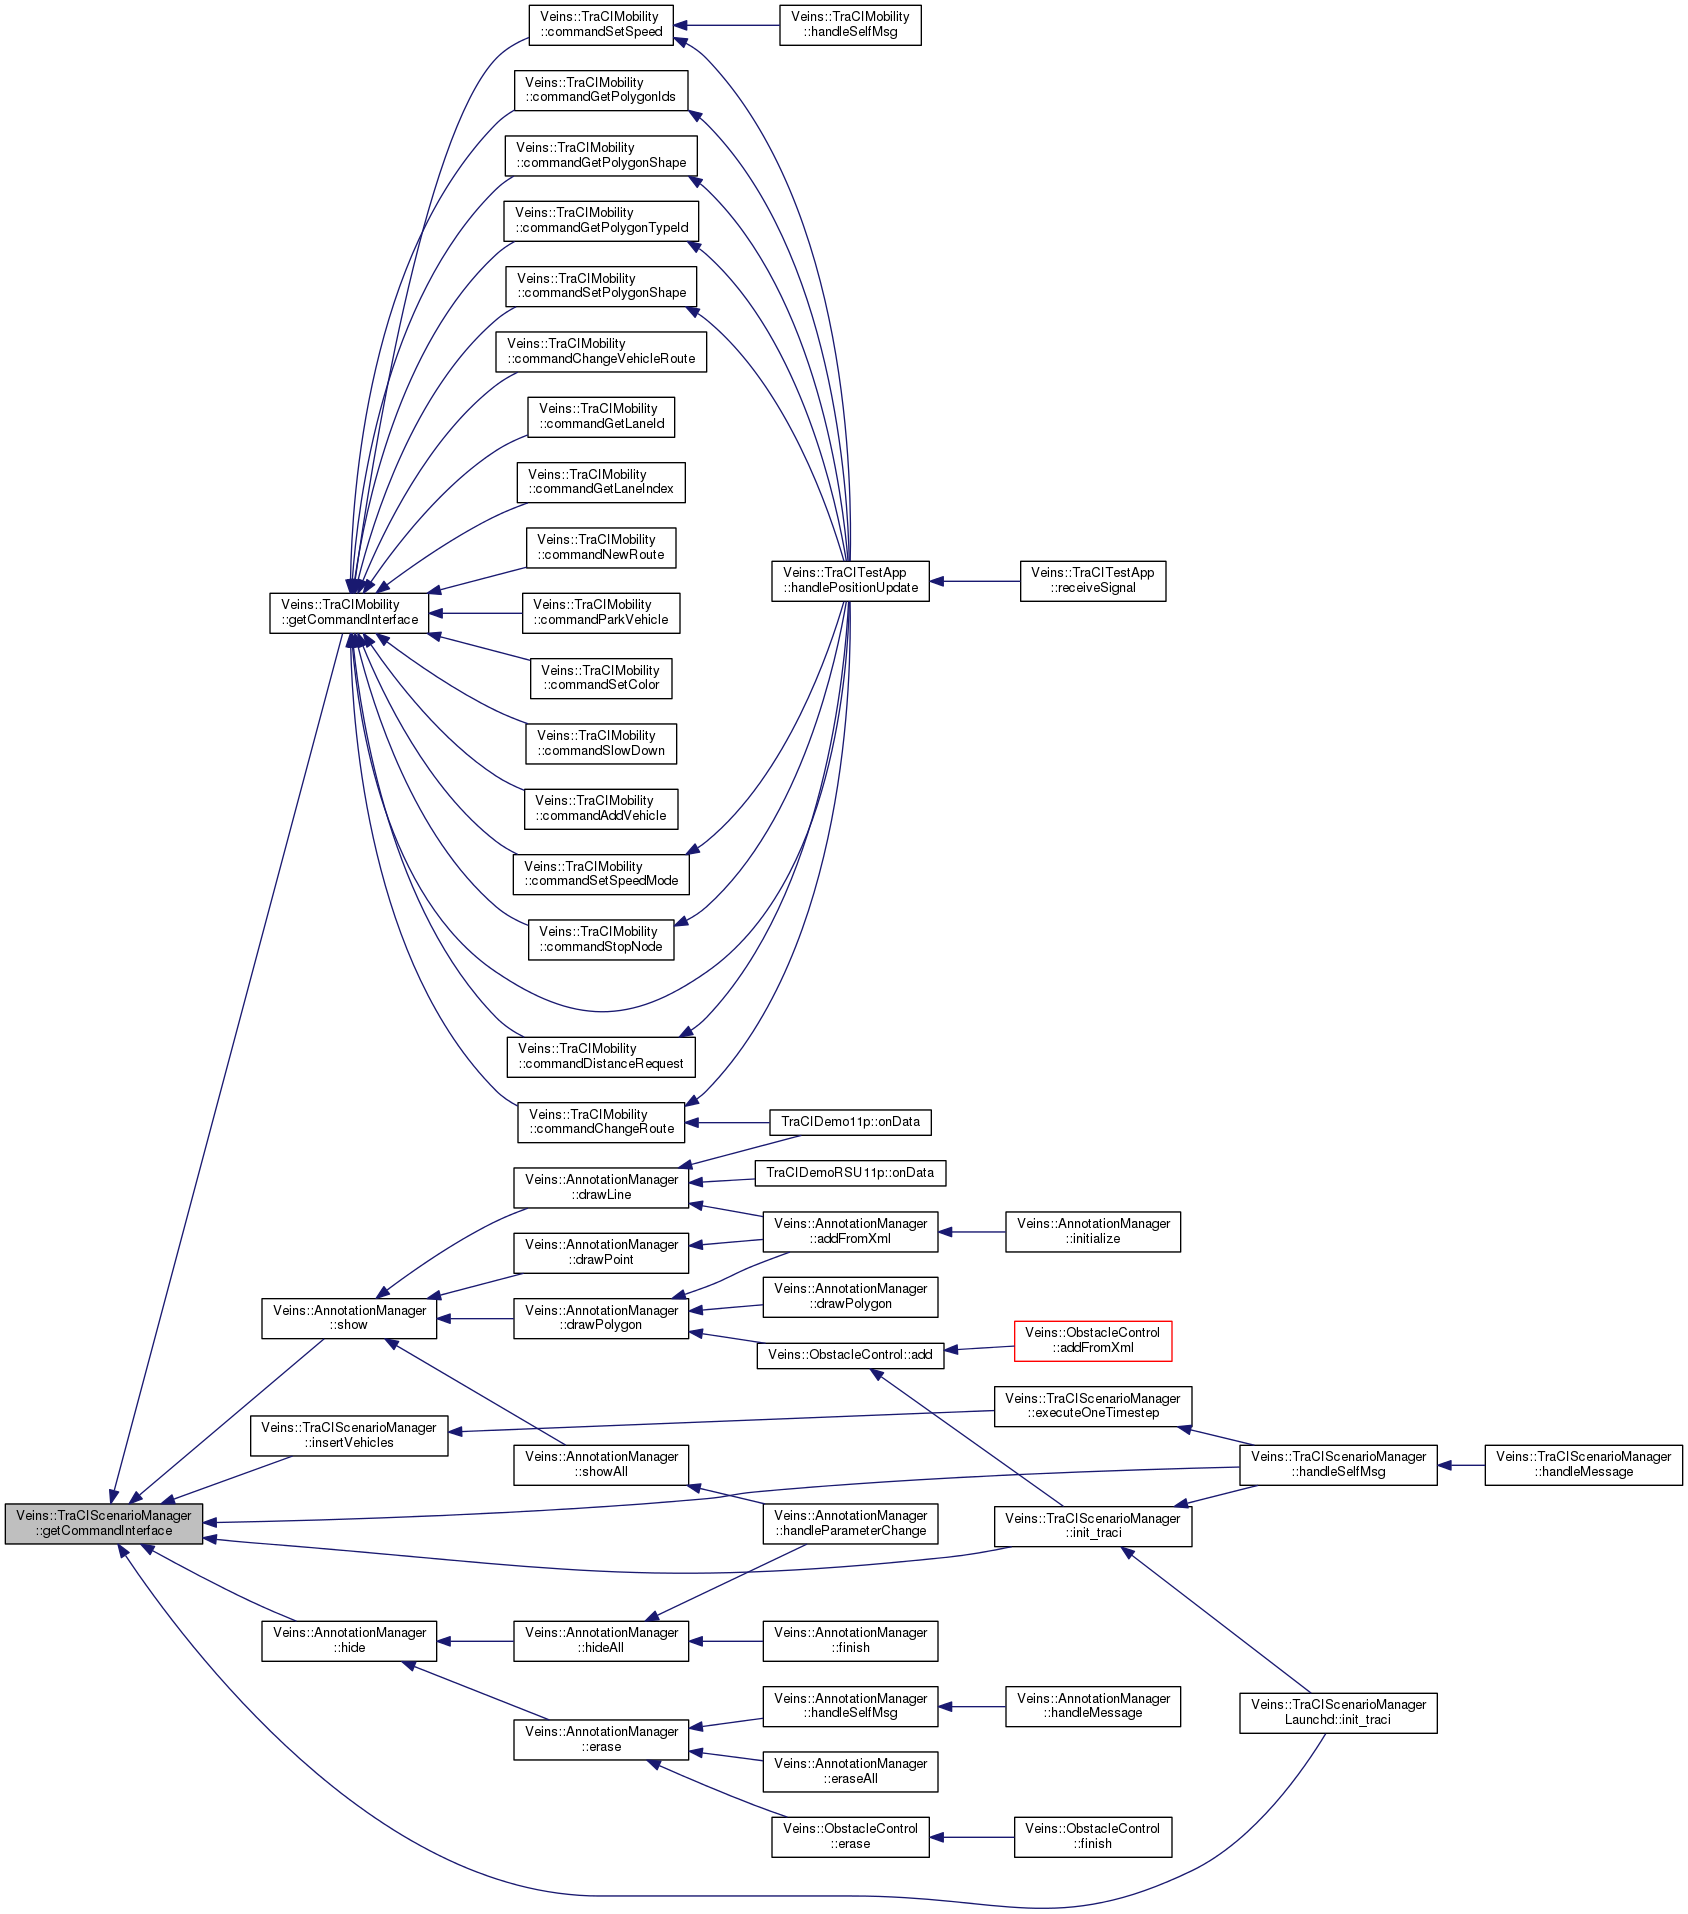 Veins::TraCIMobility
::commandSetSpeed
Veins::TraCIMobility
::handleSelfMsg
Veins::TraCIMobility
::commandGetPolygonIds
Veins::TraCIMobility
::commandGetPolygonShape
Veins::TraCIMobility
::commandGetPolygonTypeId
Veins::TraCIMobility
::commandSetPolygonShape
Veins::TraCIMobility
::commandChangeVehicleRoute
Veins::TraCIMobility
::commandGetLaneId
Veins::TraCIMobility
::commandGetLaneIndex
Veins::TraCIMobility
::commandNewRoute
Veins::TraCITestApp
::handlePositionUpdate
Veins::TraCITestApp
::receiveSignal
Veins::TraCIMobility
::getCommandInterface
Veins::TraCIMobility
::commandParkVehicle
Veins::TraCIMobility
::commandSetColor
Veins::TraCIMobility
::commandSlowDown
Veins::TraCIMobility
::commandAddVehicle
Veins::TraCIMobility
::commandSetSpeedMode
Veins::TraCIMobility
::commandStopNode
Veins::TraCIMobility
::commandDistanceRequest
Veins::TraCIMobility
::commandChangeRoute
TraCIDemo11p::onData
Veins::AnnotationManager
::drawLine
TraCIDemoRSU11p::onData
Veins::AnnotationManager
::addFromXml
Veins::AnnotationManager
::initialize
Veins::AnnotationManager
::drawPoint
Veins::AnnotationManager
::drawPolygon
Veins::AnnotationManager
::show
Veins::AnnotationManager
::drawPolygon
Veins::ObstacleControl::add
Veins::ObstacleControl
::addFromXml
Veins::TraCIScenarioManager
::insertVehicles
Veins::TraCIScenarioManager
::executeOneTimestep
Veins::AnnotationManager
::showAll
Veins::TraCIScenarioManager
::handleSelfMsg
Veins::TraCIScenarioManager
::handleMessage
Veins::TraCIScenarioManager
::getCommandInterface
Veins::AnnotationManager
::handleParameterChange
Veins::TraCIScenarioManager
::init_traci
Veins::AnnotationManager
::hide
Veins::AnnotationManager
::hideAll
Veins::AnnotationManager
::finish
Veins::AnnotationManager
::handleSelfMsg
Veins::AnnotationManager
::handleMessage
Veins::TraCIScenarioManager
Launchd::init_traci
Veins::AnnotationManager
::erase
Veins::AnnotationManager
::eraseAll
Veins::ObstacleControl
::erase
Veins::ObstacleControl
::finish